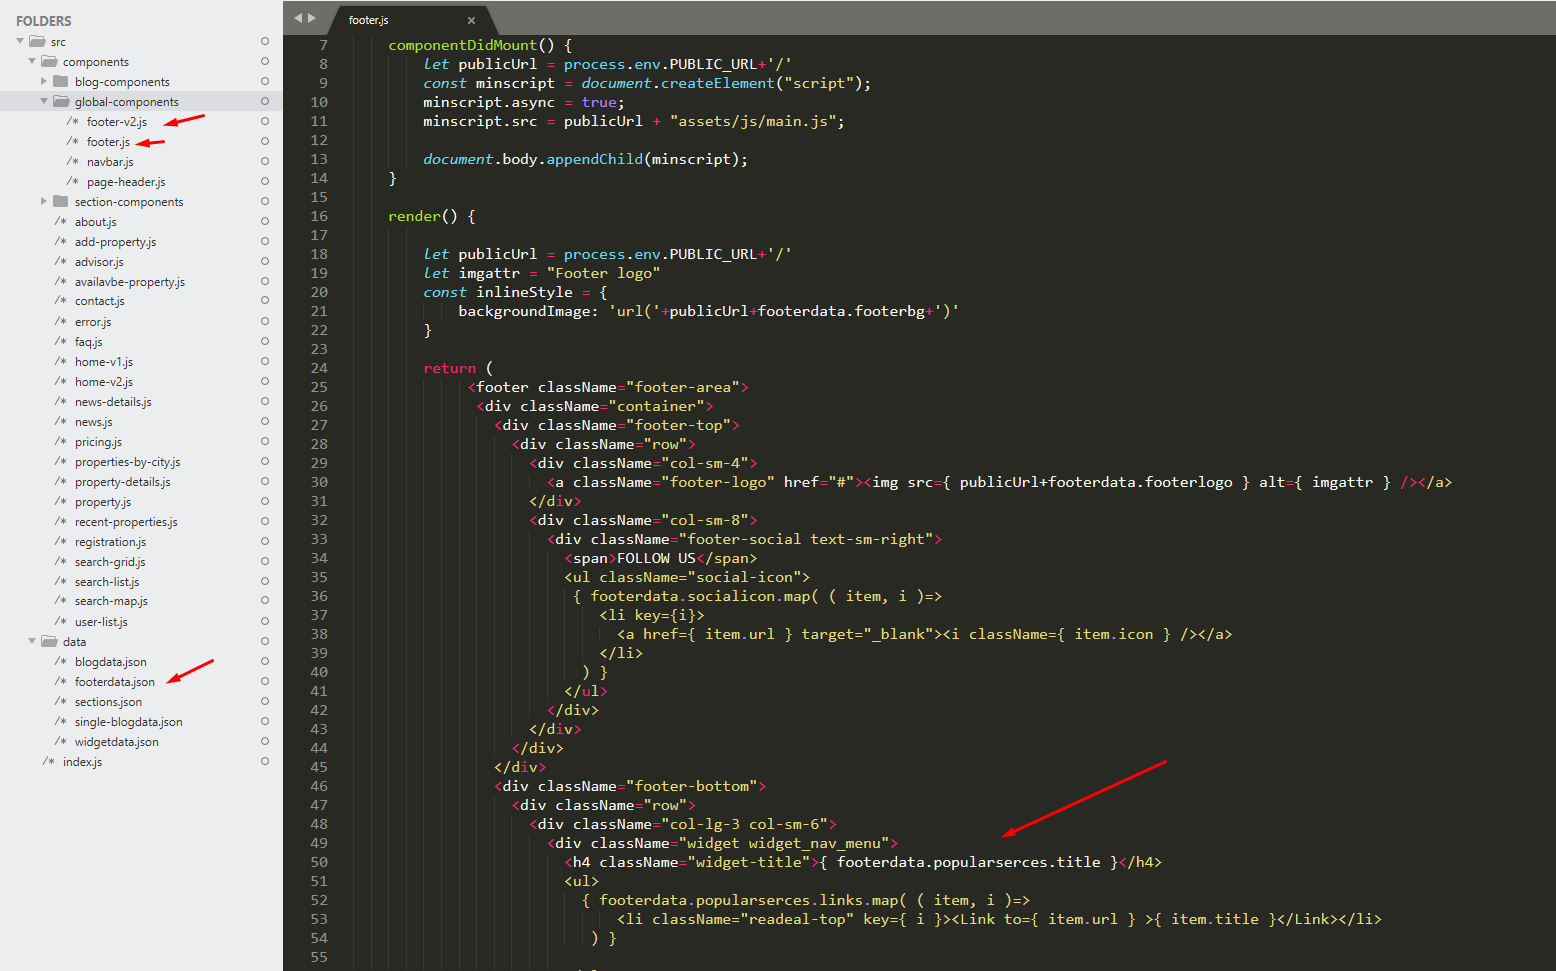 FOLDERS
src
components
blog-components
global-components
/* footer-v2.js
/* footer.js
/* navbar.js
/* page-header.js
section-components
/* about.js
/* add-property.js
/* advisor.js
/* availavbe-property.js
/* contact.js
/* error.js
/* faq.js
/* home-v1.js
/* home-v2.js
/* news-details.js
/* news.js
/* pricing.js
/* properties-by-city.js
/* property-details.js
/* property.js
/* recent-properties.js
/* registration.js
/* search-grid.js
/* search-list.js
/* search-map.js
/* user-list.js
data
/* blogdata.json
/* footerdata.json
/* sections.json
/* single-blogdata.json
/* widgetdata.json
/* index.js
footer.js ×
7 componentDidMount() {
8 let publicUrl = process.env.PUBLIC_URL+'/'
9 const minscript = document.createElement("script");
10 minscript.async = true;
11 minscript.src = publicUrl + "assets/js/main.js";
12
13 document.body.appendChild(minscript);
14 }
15
16 render() {
17
18 let publicUrl = process.env.PUBLIC_URL+'/'
19 let imgattr = "Footer logo"
20 const inlineStyle = {
21 backgroundImage: 'url('+publicUrl+footerdata.footerbg+')'
22 }
23
24 return (
25 <footer className="footer-area">
26 <div className="container">
27 <div className="footer-top">
28 <div className="row">
29 <div className="col-sm-4">
30 <a className="footer-logo" href="#"><img src={ publicUrl+footerdata.footerlogo } alt={ imgattr } /></a>
31 </div>
32 <div className="col-sm-8">
33 <div className="footer-social text-sm-right">
34 <span>FOLLOW US</span>
35 <ul className="social-icon">
36 { footerdata.socialicon.map( ( item, i )=>
37 <li key={i}>
38 <a href={ item.url } target="_blank"><i className={ item.icon } /></a>
39 </li>
40 ) }
41 </ul>
42 </div>
43 </div>
44 </div>
45 </div>
46 <div className="footer-bottom">
47 <div className="row">
48 <div className="col-lg-3 col-sm-6">
49 <div className="widget widget_nav_menu">
50 <h4 className="widget-title">{ footerdata.popularserces.title }</h4>
51 <ul>
52 { footerdata.popularserces.links.map( ( item, i )=>
53 <li className="readeal-top" key={ i }><Link to={ item.url } >{ item.title }</Link></li>
54 ) }
55